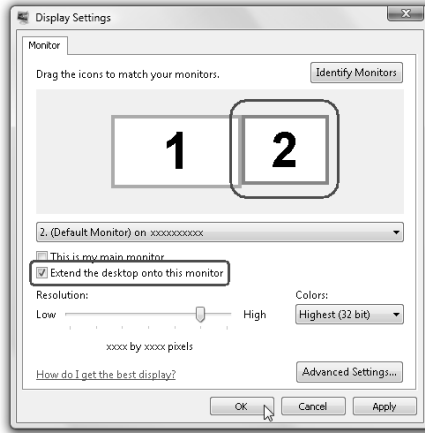 Display Settings
Monitor
Drag the icons to match your monitors.
Identify Monitors
1
2
2. (Default Monitor) on xxxxxxxxxx
This is my main monitor
Extend the desktop onto this monitor
Resolution:
Colors:
Low
High
Highest (32 bit)
xxxx by xxxx pixels
How do I get the best display?
Advanced Settings...
OK
Cancel
Apply